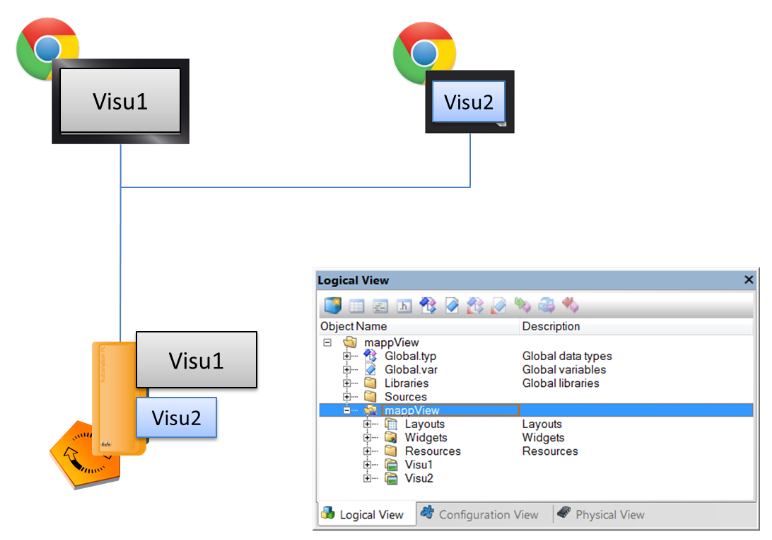 Visu1
Visu2
Visu1
Visu2
Logical View
Object Name Description
mappView
Global.typ Global data types
Global.var Global variables
Libraries Global libraries
Sources
mappView
Layouts Layouts
Widgets Widgets
Resources Resources
Visu1
Visu2
Logical View Configuration View Physical View